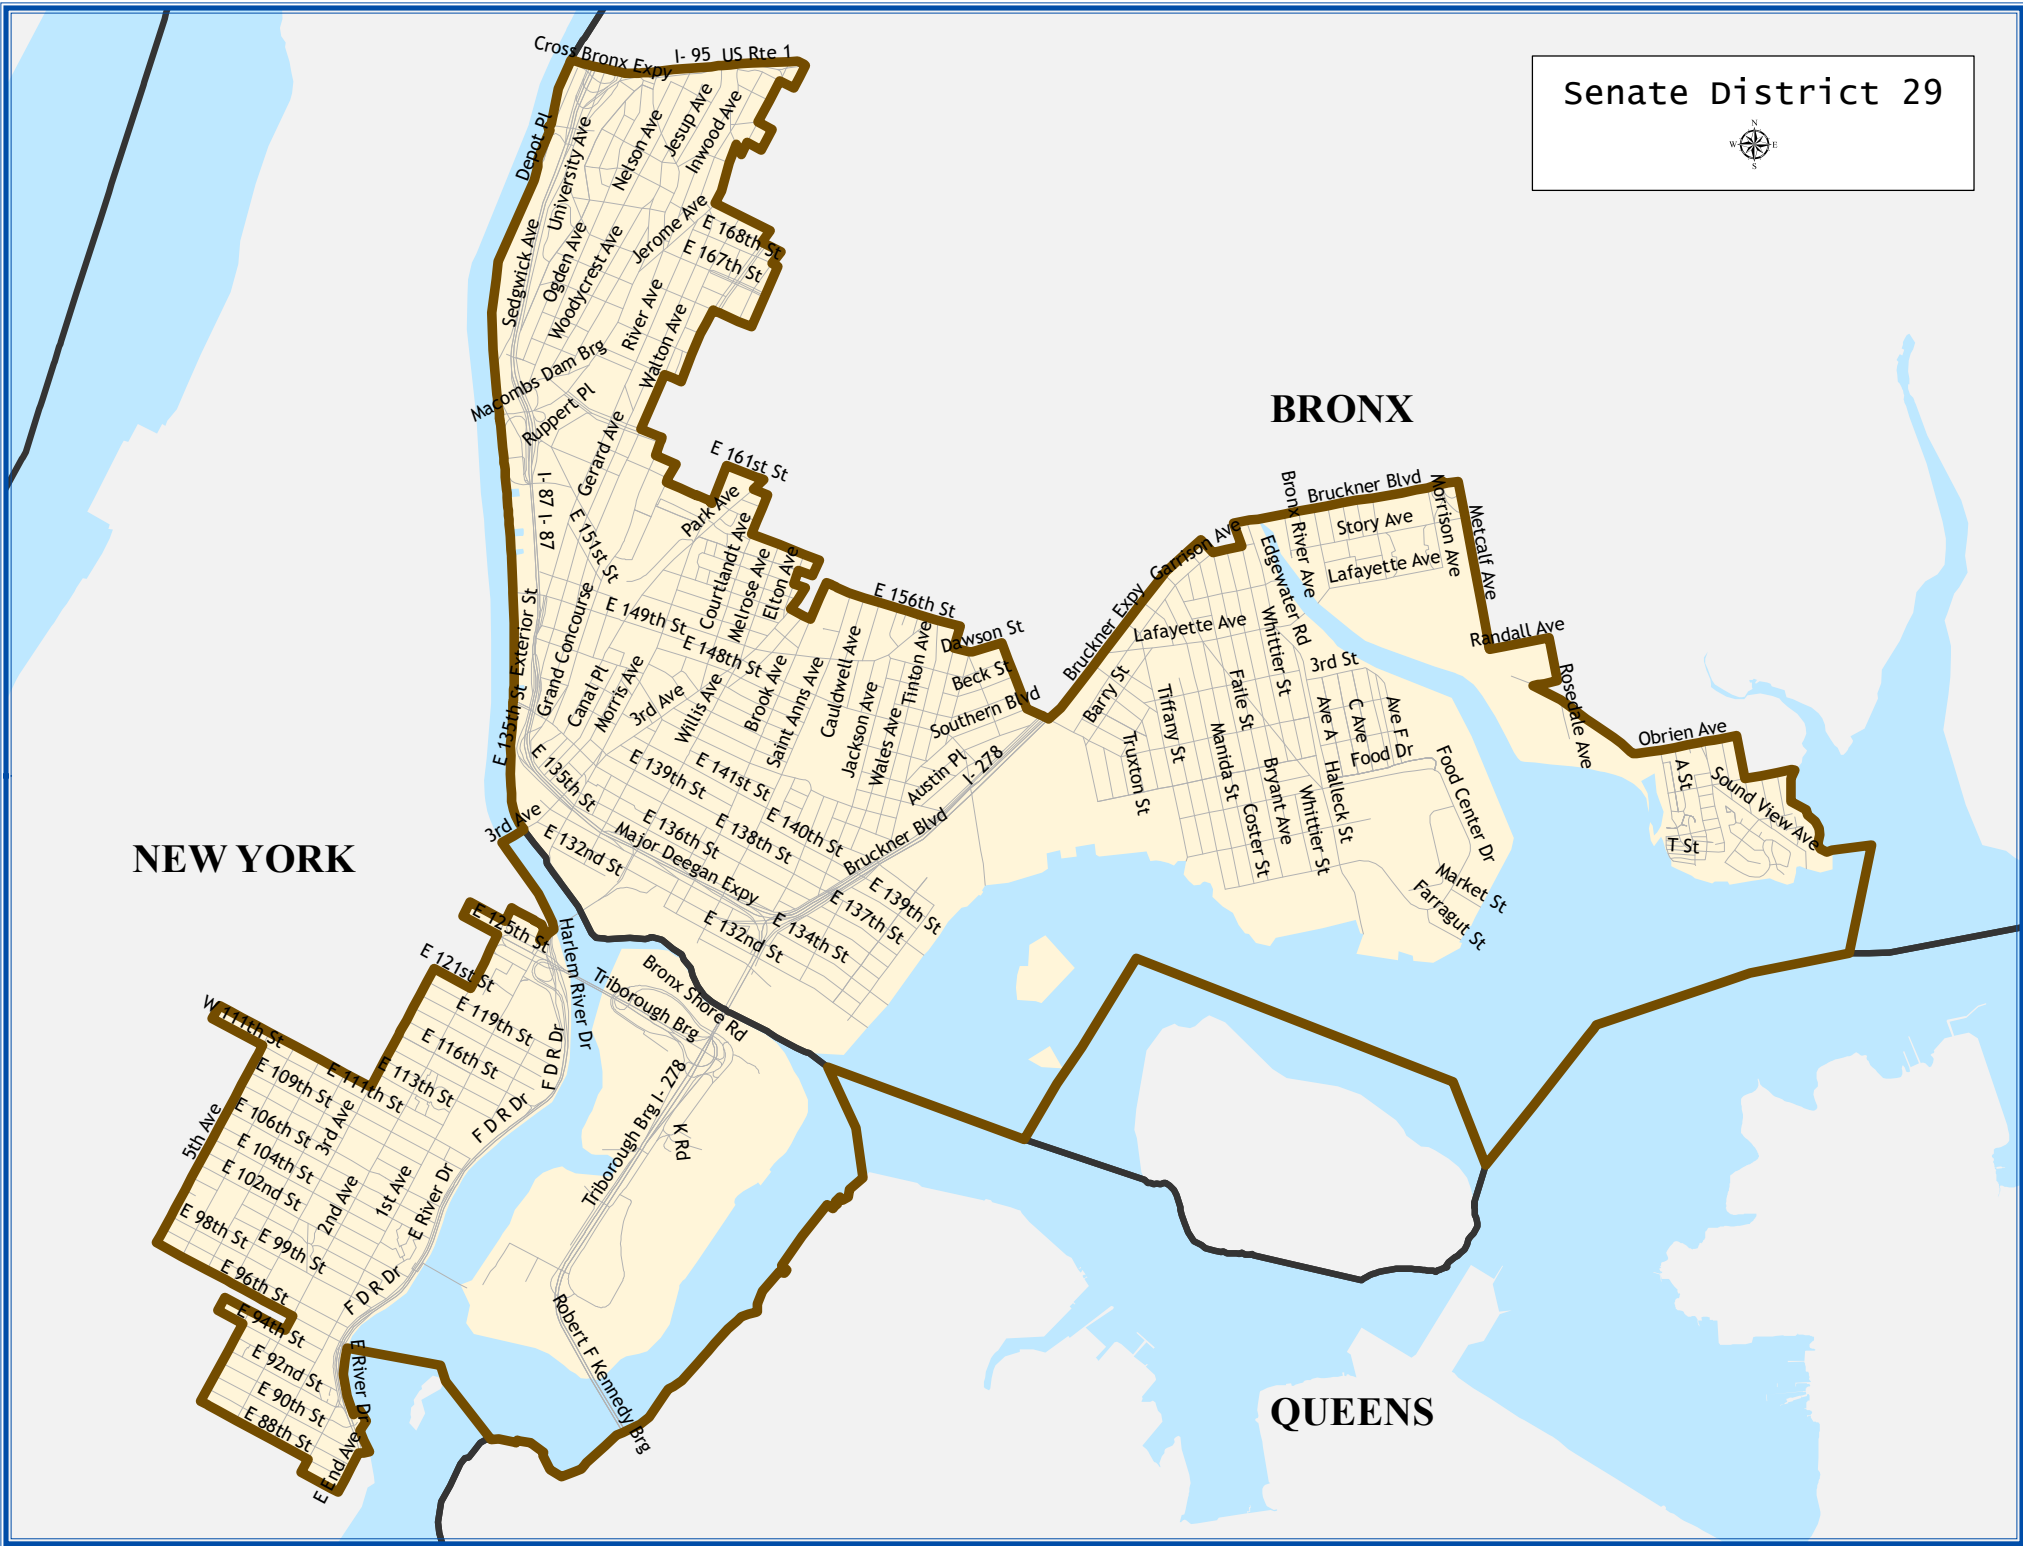 Senate District 29
N
W
E
S
BRONX
NEW YORK
QUEENS
Cross Bronx Expy
I- 95
US Rte 1
Depot Pl
University Ave
Nelson Ave
Jesup Ave
Inwood Ave
Jerome Ave
E 168th St
E 167th St
Sedgwick Ave
Ogden Ave
Woodycrest Ave
River Ave
Walton Ave
Macombs Dam Brg
Ruppert Pl
Gerard Ave
E 161st St
I- 87
I- 87
Park Ave
E 151st St
Courtlandt Ave
Melrose Ave
Elton Ave
E 156th St
Dawson St
Exterior St
E 149th St
E 148th St
Grand Concourse
Canal Pl
Morris Ave
3rd Ave
Willis Ave
Brook Ave
Saint Anns Ave
Cauldwell Ave
Jackson Ave
Wales Ave
Tinton Ave
Beck St
Southern Blvd
Austin Pl
I- 278
E 135th St
E 135th St
E 139th St
E 141st St
E 140th St
E 136th St
E 138th St
3rd Ave
E 132nd St
Major Deegan Expy
Bruckner Blvd
E 139th St
E 137th St
E 134th St
E 132nd St
Bruckner Expy
Garrison Ave
Bronx River Ave
Bruckner Blvd
Morrison Ave
Metcalf Ave
Story Ave
Lafayette Ave
Edgewater Rd
Lafayette Ave
Whittier St
3rd St
Randall Ave
Rosedale Ave
Barry St
Tiffany St
Faile St
Manida St
Truxton St
Ave A
C Ave
Ave F
Food Dr
Food Center Dr
Bryant Ave
Halleck St
Whittier St
Coster St
Market St
Farragut St
Obrien Ave
A St
Sound View Ave
T St
E 125th St
Harlem River Dr
E 121st St
Triborough Brg
Bronx Shore Rd
E 119th St
E 116th St
F D R Dr
W 111th St
E 111th St
E 113th St
E 109th St
3rd Ave
E 106th St
5th Ave
E 104th St
E 102nd St
F D R Dr
Triborough Brg
I- 278
K Rd
2nd Ave
1st Ave
E River Dr
E 98th St
E 99th St
E 96th St
F D R Dr
E 94th St
E River Dr
E 92nd St
E 90th St
E 88th St
E End Ave
Robert F Kennedy Brg